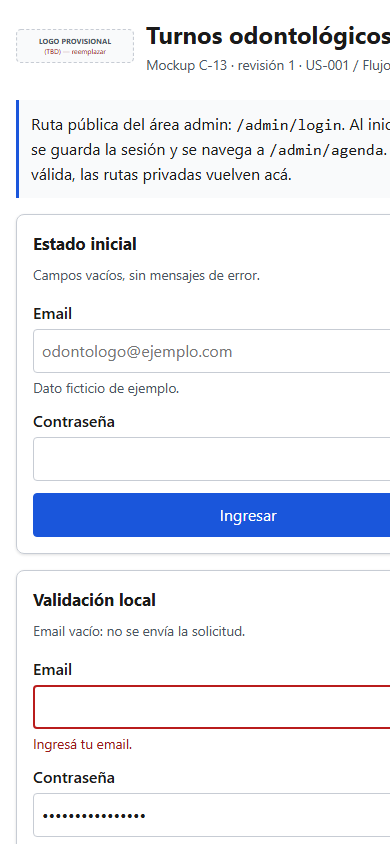 LOGO PROVISIONAL
(TBD) — reemplazar
Turnos odontológicos
Mockup C-13 · revisión 1 · US-001 / Flujo
Ruta pública del área admin: /admin/login. Al inic
se guarda la sesión y se navega a /admin/agenda.
válida, las rutas privadas vuelven acá.
Estado inicial
Campos vacíos, sin mensajes de error.
Email
odontologo@ejemplo.com
Dato ficticio de ejemplo.
Contraseña
Ingresar
Validación local
Email vacío: no se envía la solicitud.
Email
Ingresá tu email.
Contraseña
••••••••••••••••